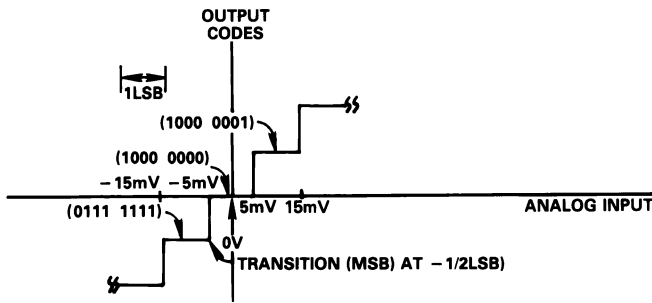 OUTPUT
CODES
1LSB
(1000 0001)
(1000 0000)
−15mV −5mV
5mV 15mV
ANALOG INPUT
(0111 1111)
0V
TRANSITION (MSB) AT −1/2LSB)